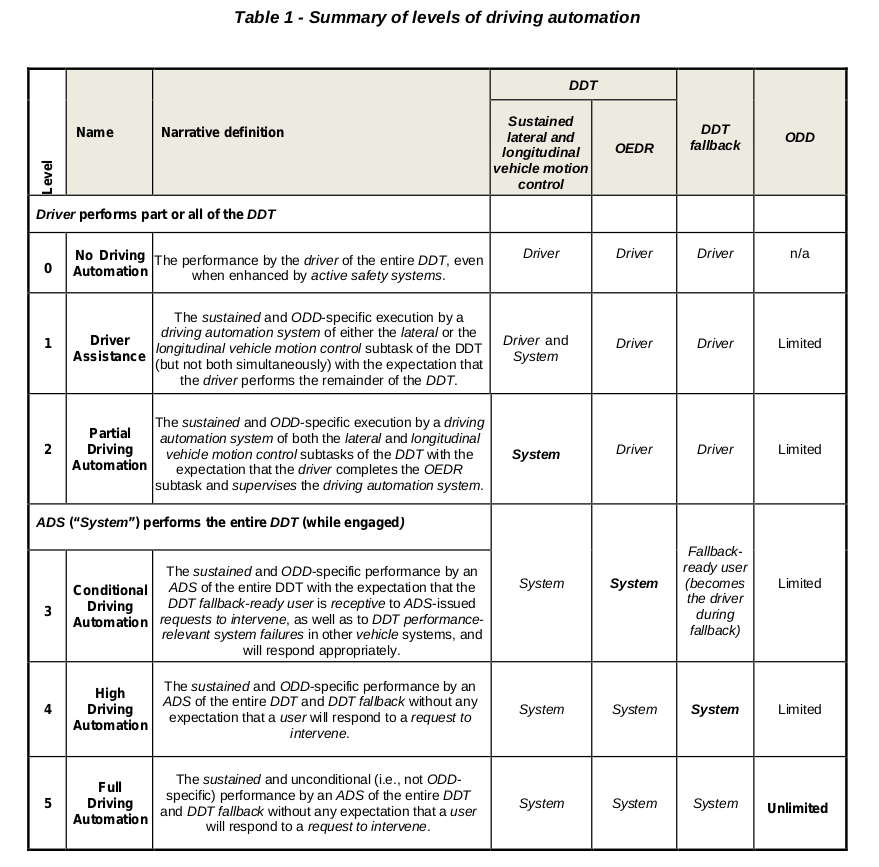 Table 1 - Summary of levels of driving automation
Level
Name
Narrative definition
DDT
Sustained
lateral and
longitudinal
vehicle motion
control
OEDR
DDT
fallback
ODD
Driver performs part or all of the DDT
0
No Driving
Automation
The performance by the driver of the entire DDT, even
when enhanced by active safety systems.
Driver
Driver
Driver
n/a
1
Driver
Assistance
The sustained and ODD-specific execution by a
driving automation system of either the lateral or the
longitudinal vehicle motion control subtask of the DDT
(but not both simultaneously) with the expectation that
the driver performs the remainder of the DDT.
Driver and
System
Driver
Driver
Limited
2
Partial
Driving
Automation
The sustained and ODD-specific execution by a driving
automation system of both the lateral and longitudinal
vehicle motion control subtasks of the DDT with the
expectation that the driver completes the OEDR
subtask and supervises the driving automation system.
System
Driver
Driver
Limited
ADS (“System”) performs the entire DDT (while engaged)
3
Conditional
Driving
Automation
The sustained and ODD-specific performance by an
ADS of the entire DDT with the expectation that the
DDT fallback-ready user is receptive to ADS-issued
requests to intervene, as well as to DDT performance-
relevant system failures in other vehicle systems, and
will respond appropriately.
System
System
Fallback-
ready user
(becomes
the driver
during
fallback)
Limited
4
High
Driving
Automation
The sustained and ODD-specific performance by an
ADS of the entire DDT and DDT fallback without any
expectation that a user will respond to a request to
intervene.
System
System
System
Limited
5
Full
Driving
Automation
The sustained and unconditional (i.e., not ODD-
specific) performance by an ADS of the entire DDT
and DDT fallback without any expectation that a user
will respond to a request to intervene.
System
System
System
Unlimited